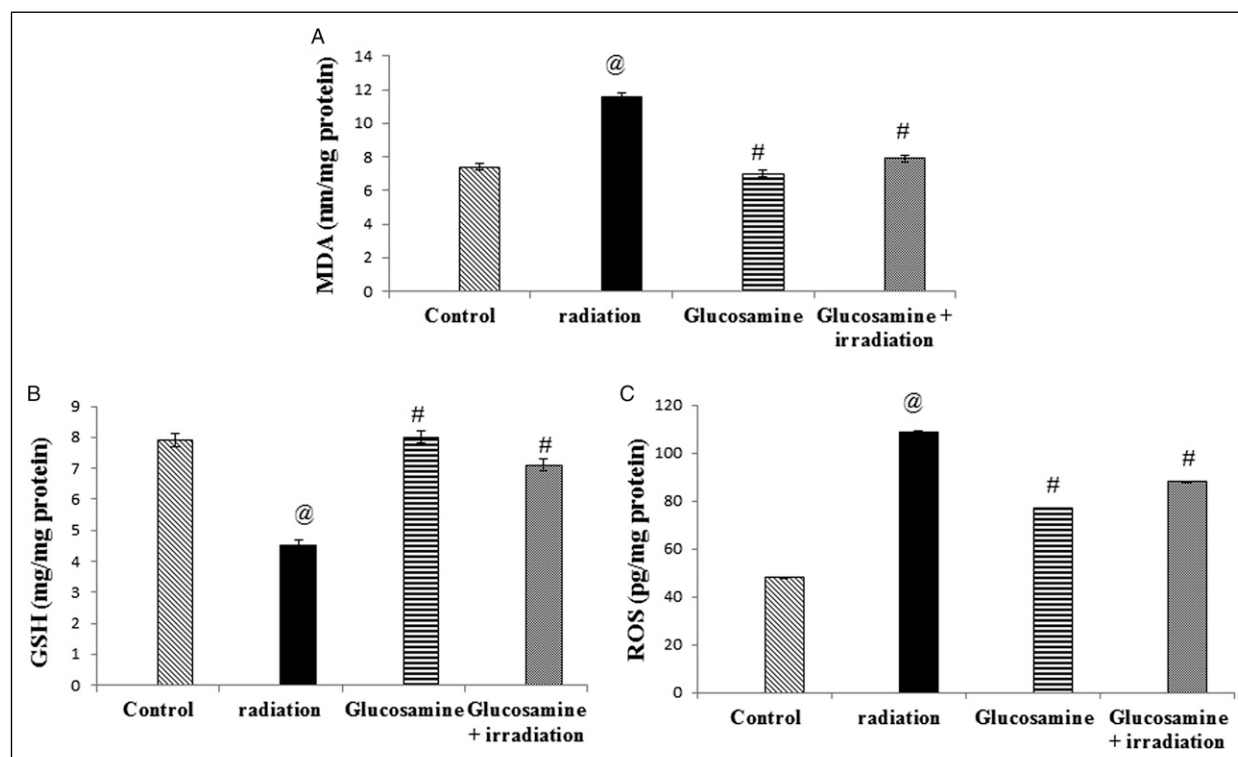 A
MDA (nm/mg protein)
14
12
10
8
6
4
2
0
@
#
#
Control
radiation
Glucosamine
Glucosamine +
irradiation
B
GSH (mg/mg protein)
9
8
7
6
5
4
3
2
1
0
@
#
#
Control
radiation
Glucosamine
Glucosamine
+ irradiation
C
ROS (pg/mg protein)
120
100
80
60
40
20
0
@
#
#
Control
radiation
Glucosamine
Glucosamine
+ irradiation